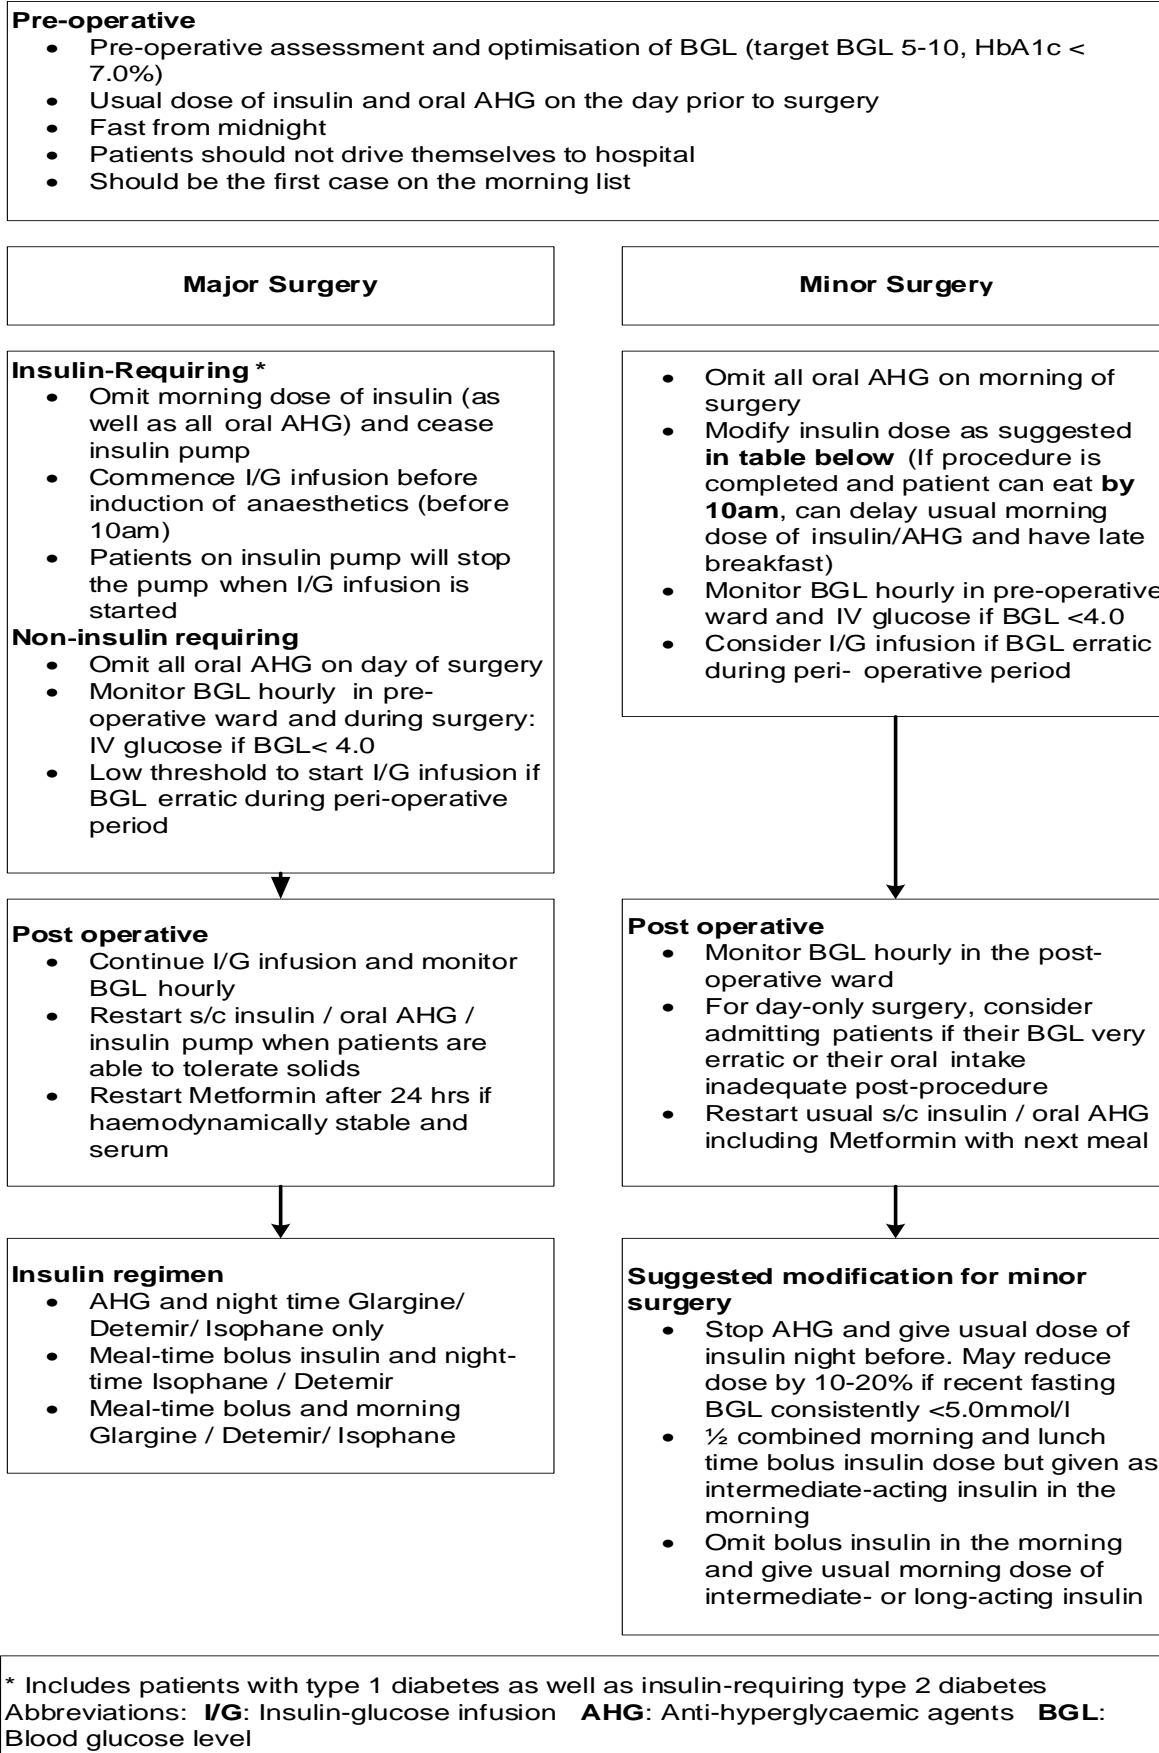 Pre-operative
• Pre-operative assessment and optimisation of BGL (target BGL 5-10, HbA1c <
7.0%)
• Usual dose of insulin and oral AHG on the day prior to surgery
• Fast from midnight
• Patients should not drive themselves to hospital
• Should be the first case on the morning list
Major Surgery
Minor Surgery
Insulin-Requiring *
• Omit morning dose of insulin (as
well as all oral AHG) and cease
insulin pump
• Commence I/G infusion before
induction of anaesthetics (before
10am)
• Patients on insulin pump will stop
the pump when I/G infusion is
started
Non-insulin requiring
• Omit all oral AHG on day of surgery
• Monitor BGL hourly in pre-
operative ward and during surgery:
IV glucose if BGL< 4.0
• Low threshold to start I/G infusion if
BGL erratic during peri-operative
period
• Omit all oral AHG on morning of
surgery
• Modify insulin dose as suggested
in table below (If procedure is
completed and patient can eat by
10am, can delay usual morning
dose of insulin/AHG and have late
breakfast)
• Monitor BGL hourly in pre-operative
ward and IV glucose if BGL <4.0
• Consider I/G infusion if BGL erratic
during peri- operative period
Post operative
• Continue I/G infusion and monitor
BGL hourly
• Restart s/c insulin / oral AHG /
insulin pump when patients are
able to tolerate solids
• Restart Metformin after 24 hrs if
haemodynamically stable and
serum
Post operative
• Monitor BGL hourly in the post-
operative ward
• For day-only surgery, consider
admitting patients if their BGL very
erratic or their oral intake
inadequate post-procedure
• Restart usual s/c insulin / oral AHG
including Metformin with next meal
Insulin regimen
• AHG and night time Glargine/
Detemir/ Isophane only
• Meal-time bolus insulin and night-
time Isophane / Detemir
• Meal-time bolus and morning
Glargine / Detemir/ Isophane
Suggested modification for minor
surgery
• Stop AHG and give usual dose of
insulin night before. May reduce
dose by 10-20% if recent fasting
BGL consistently <5.0mmol/l
• ½ combined morning and lunch
time bolus insulin dose but given as
intermediate-acting insulin in the
morning
• Omit bolus insulin in the morning
and give usual morning dose of
intermediate- or long-acting insulin
* Includes patients with type 1 diabetes as well as insulin-requiring type 2 diabetes
Abbreviations: I/G: Insulin-glucose infusion AHG: Anti-hyperglycaemic agents BGL:
Blood glucose level